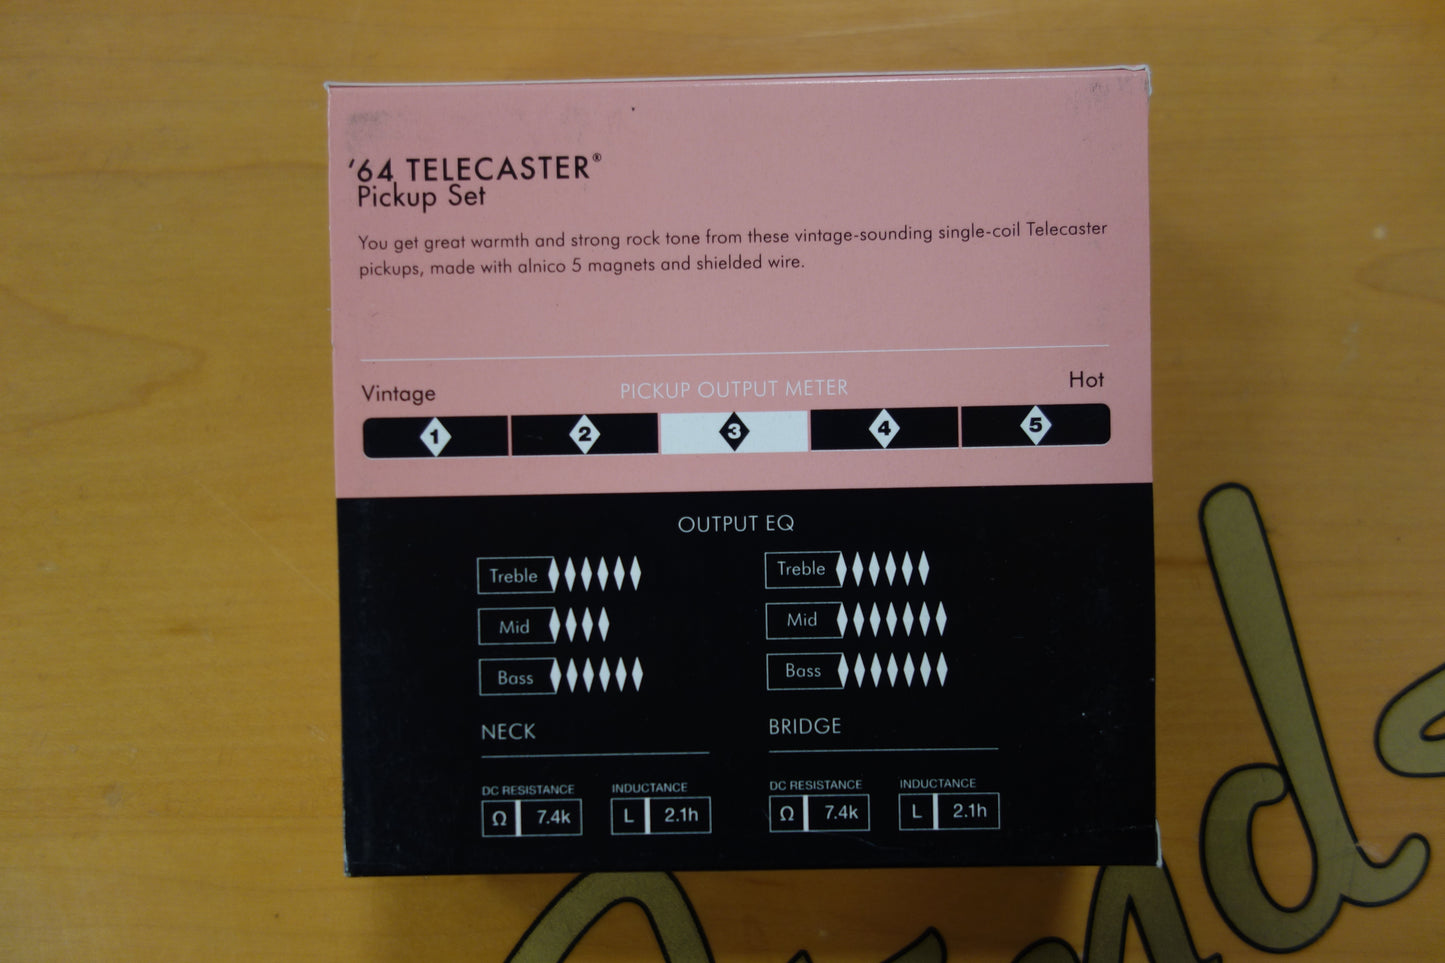 '64 TELECASTER®
Pickup Set
You get great warmth and strong rock tone from these vintage-sounding single-coil Telecaster
pickups, made with alnico 5 magnets and shielded wire.
Vintage PICKUP OUTPUT METER Hot
1 2 3 4 5
OUTPUT EQ
Treble Treble
Mid Mid
Bass Bass
NECK BRIDGE
DC RESISTANCE INDUCTANCE DC RESISTANCE INDUCTANCE
Ω 7.4k L 2.1h Ω 7.4k L 2.1h